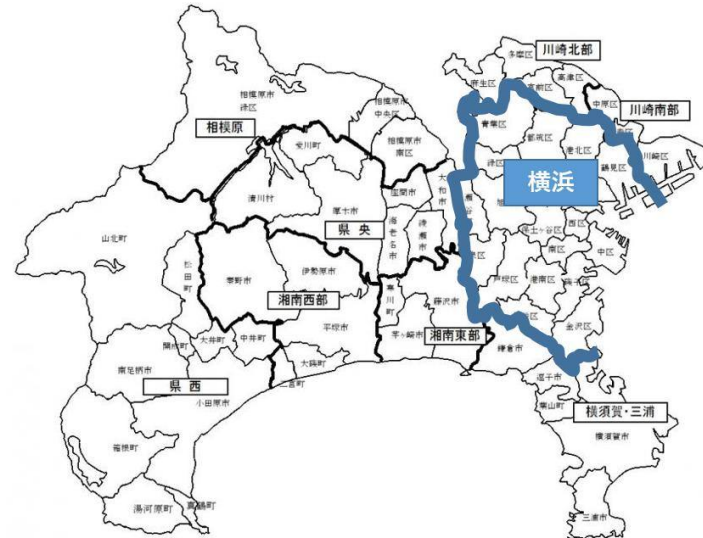 多摩区
川崎北部
麻生区
宮前区
高津区
中原区
川崎南部
相模原市
緑区
相模原市
中央区
相模原
青葉区
都筑区
港北区
川崎区
愛川町
相模原市
南区
緑区
鶴見区
座間市
大和市
瀬谷区
横浜
清川村
厚木市
旭
県央
海老名市
綾瀬市
保土ヶ谷区
西区
南区
中区
山北町
松田町
秦野市
伊勢原市
戸塚区
港南区
磯子区
湘南西部
寒川町
藤沢市
金沢区
平塚市
茅ヶ崎市
湘南東部
鎌倉市
開成町
大井町
中井町
南足柄市
大磯町
二宮町
逗子市
県西
小田原市
葉山町
横須賀・三浦
横須賀市
箱根町
湯河原町
真鶴町
三浦市